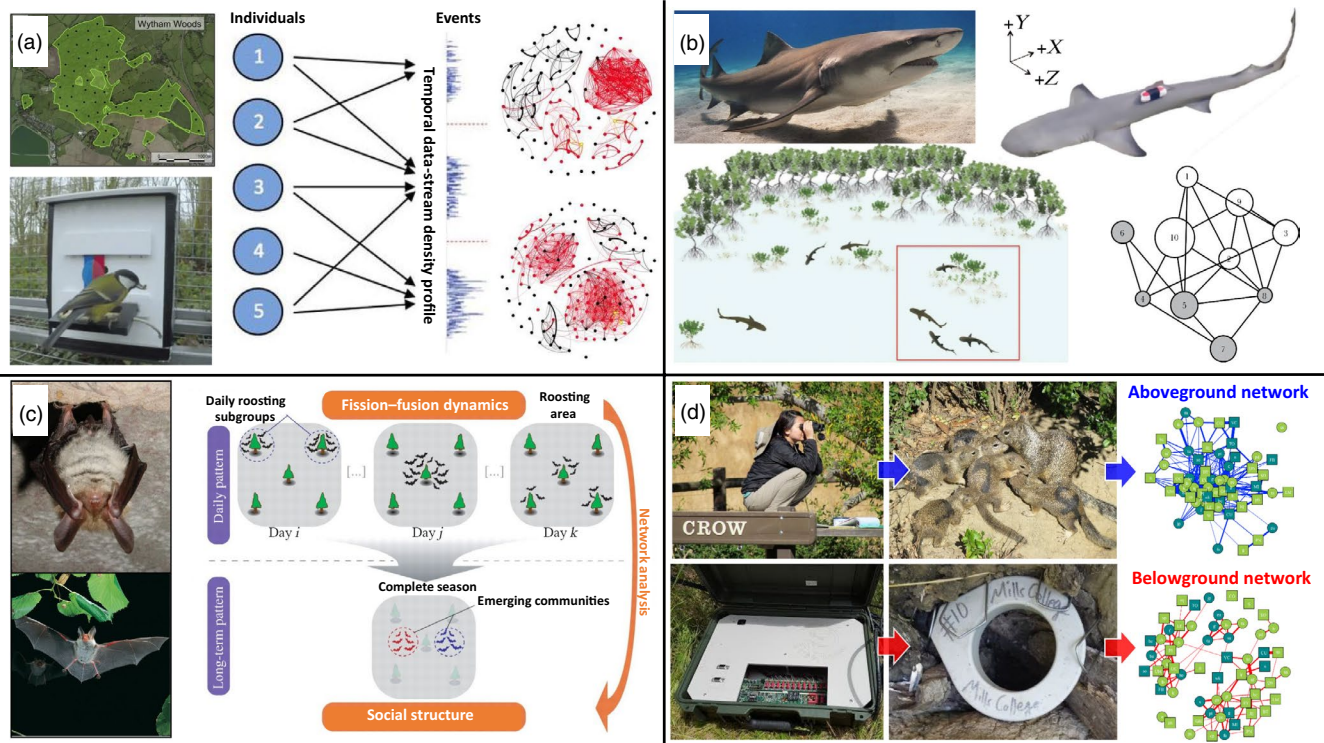 (a)
Wytham Woods
Individuals
Events
1
2
3
4
5
Temporal data-stream density
profile
(b)
+Y
+X
+Z
1
9
3
10
6
2
4
5
8
7
(c)
Daily roosting
subgroups
Fission–fusion dynamics
Roosting
area
Daily pattern
[...]
[...]
Day i
Day j
Day k
Network analysis
Complete season
Emerging communities
Long-term pattern
Social structure
(d)
CROW
Aboveground network
Belowground network
#10
Mills College
Mills College